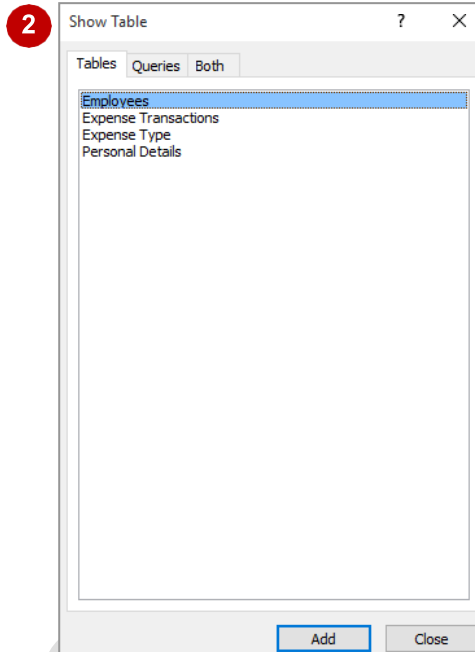 2
Show Table ? ×
Tables Queries Both
Employees
Expense Transactions
Expense Type
Personal Details
Add Close